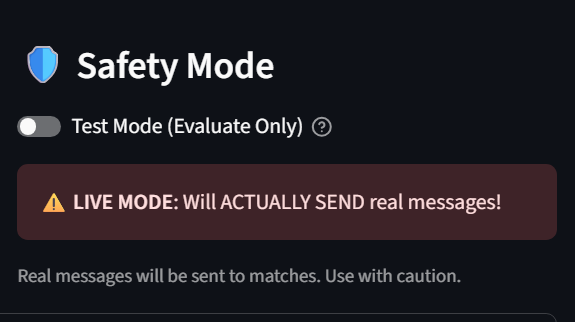 Safety Mode
Test Mode (Evaluate Only) ?
LIVE MODE: Will ACTUALLY SEND real messages!
Real messages will be sent to matches. Use with caution.